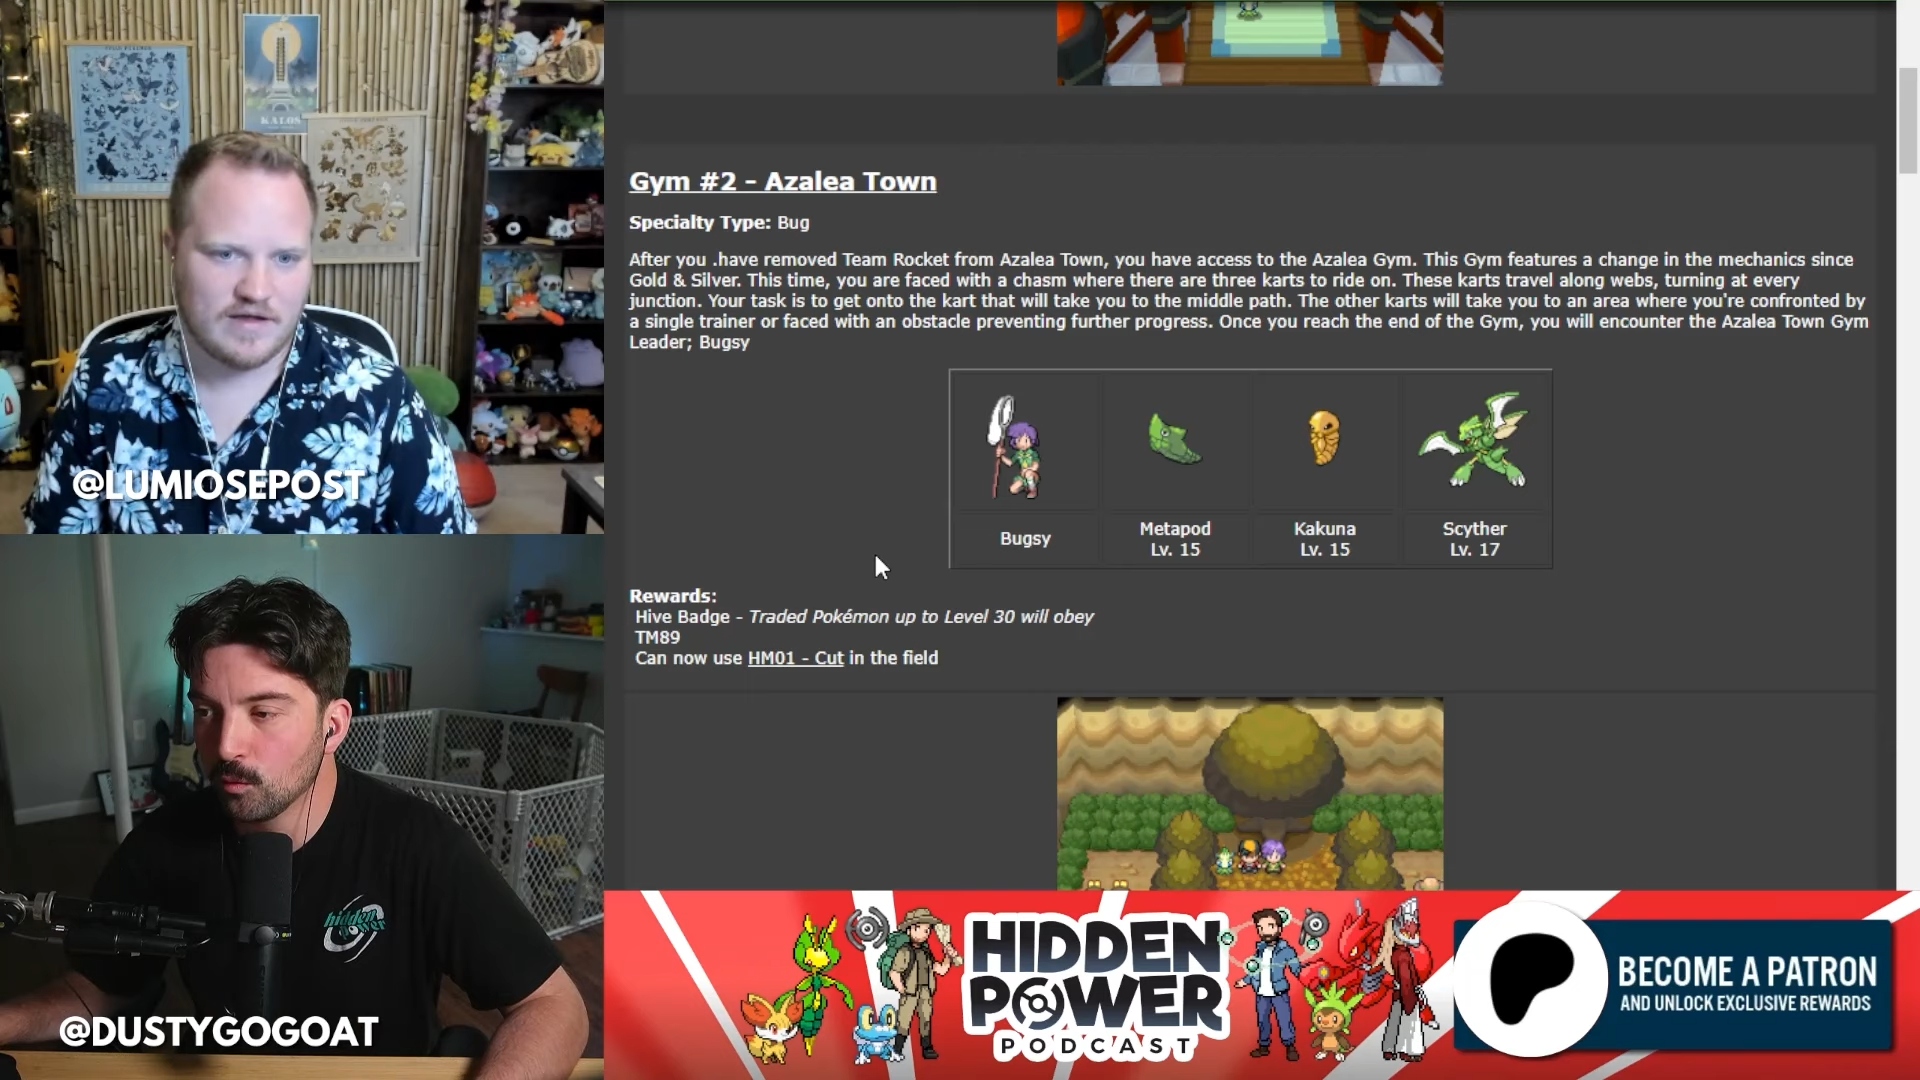 KALOS
@LUMIOSEPOST
@DUSTYGOGOAT
hidden
power
Gym #2 - Azalea Town
Specialty Type: Bug
After you .have removed Team Rocket from Azalea Town, you have access to the Azalea Gym. This Gym features a change in the mechanics since
Gold & Silver. This time, you are faced with a chasm where there are three karts to ride on. These karts travel along webs, turning at every
junction. Your task is to get onto the kart that will take you to the middle path. The other karts will take you to an area where you're confronted by
a single trainer or faced with an obstacle preventing further progress. Once you reach the end of the Gym, you will encounter the Azalea Town Gym
Leader; Bugsy
Bugsy
Metapod
Lv. 15
Kakuna
Lv. 15
Scyther
Lv. 17
Rewards:
Hive Badge - Traded Pokémon up to Level 30 will obey
TM89
Can now use HM01 - Cut in the field
HIDDEN
POWER
PODCAST
BECOME A PATRON
AND UNLOCK EXCLUSIVE REWARDS